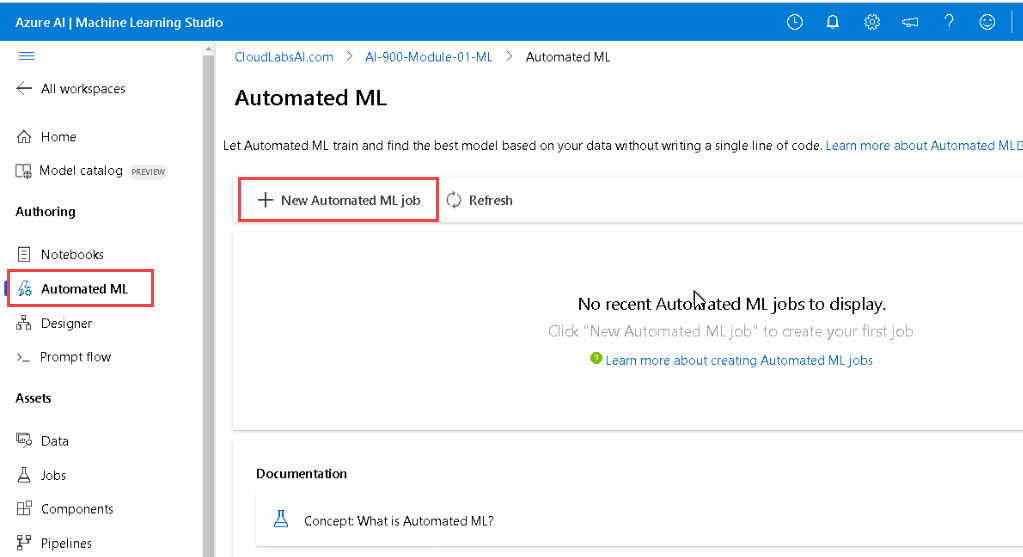 Azure AI | Machine Learning Studio
All workspaces
Home
Model catalog PREVIEW
Authoring
Notebooks
Automated ML
Designer
Prompt flow
Assets
Data
Jobs
Components
Pipelines
CloudLabsAI.com > AI-900-Module-01-ML > Automated ML
Automated ML
Let Automated ML train and find the best model based on your data without writing a single line of code. Learn more about Automated ML
New Automated ML job Refresh
No recent Automated ML jobs to display.
Click "New Automated ML job" to create your first job
Learn more about creating Automated ML jobs
Documentation
Concept: What is Automated ML?